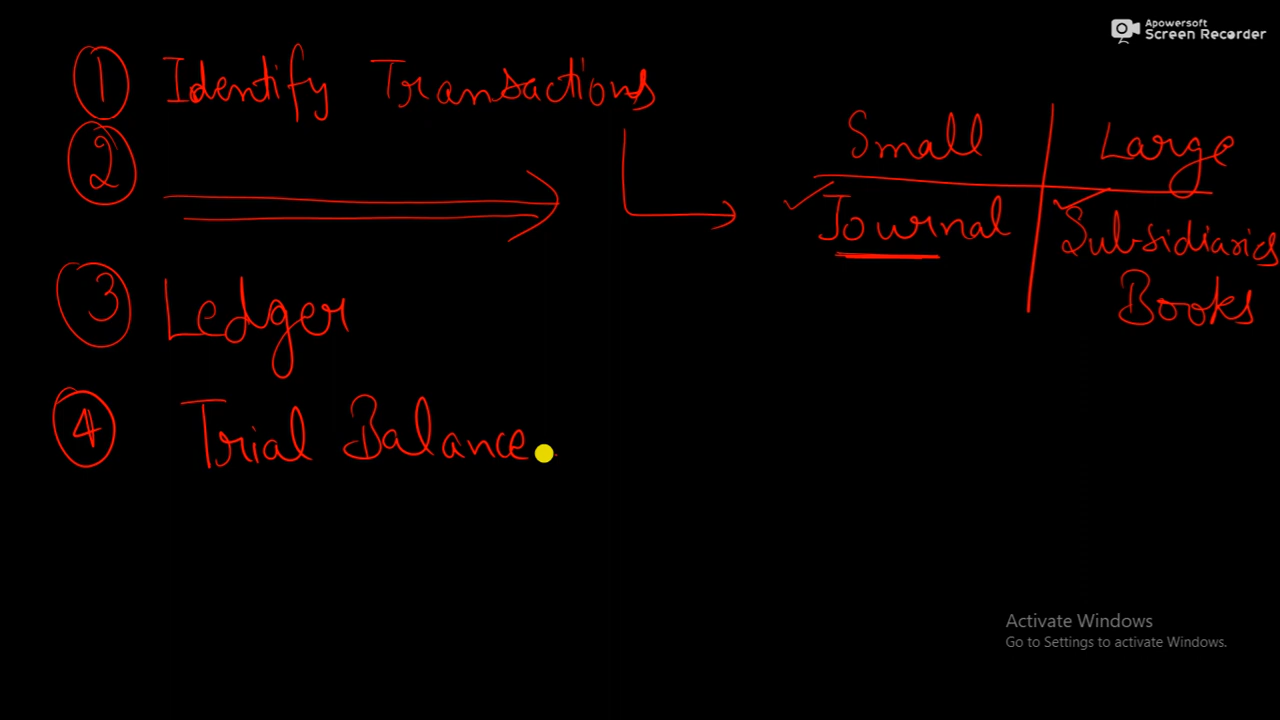 Apowersoft
Screen Recorder
1 Identify Transactions
2
Small Large
Journal Subsidiaries
Books
3 Ledger
4 Trial Balance
Activate Windows
Go to Settings to activate Windows.